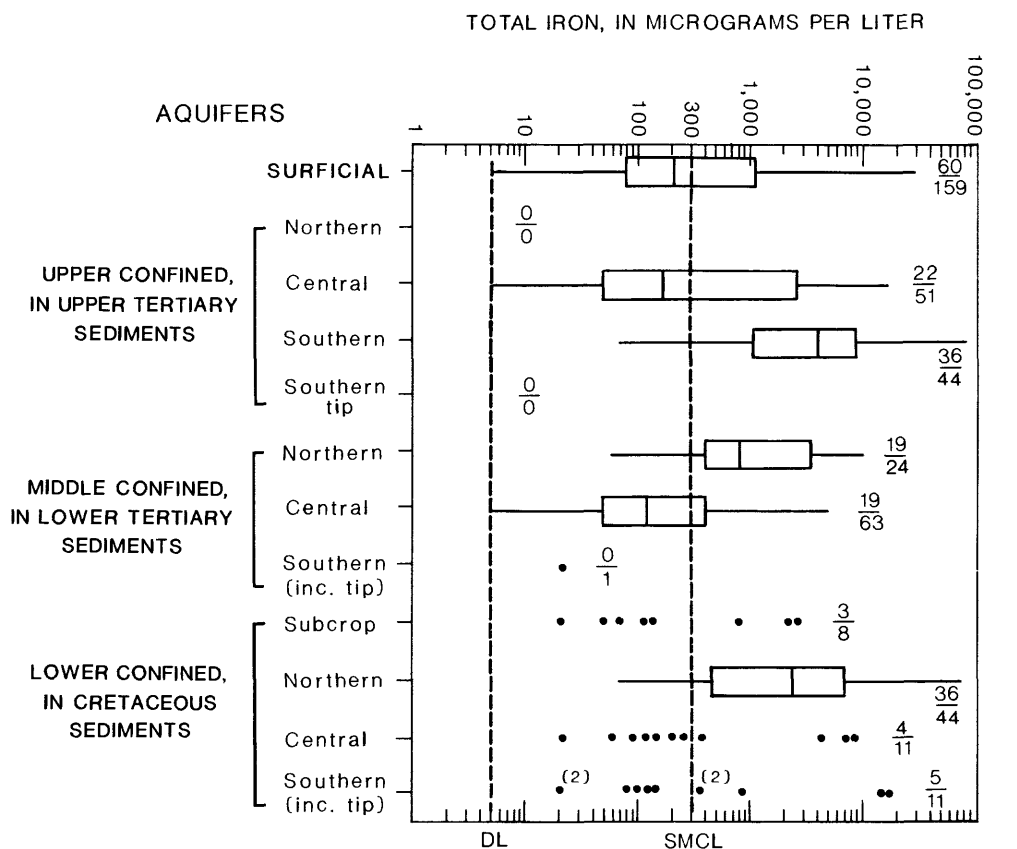 TOTAL IRON, IN MICROGRAMS PER LITER
AQUIFERS
1
10
100
300
1,000
10,000
100,000
SURFICIAL
60
159
UPPER CONFINED,
IN UPPER TERTIARY
SEDIMENTS
Northern
0
0
Central
22
51
Southern
36
44
Southern
tip
0
0
MIDDLE CONFINED,
IN LOWER TERTIARY
SEDIMENTS
Northern
19
24
Central
19
63
Southern
(inc. tip)
0
1
LOWER CONFINED,
IN CRETACEOUS
SEDIMENTS
Subcrop
3
8
Northern
36
44
Central
4
11
Southern
(inc. tip)
(2)
(2)
5
11
DL
SMCL